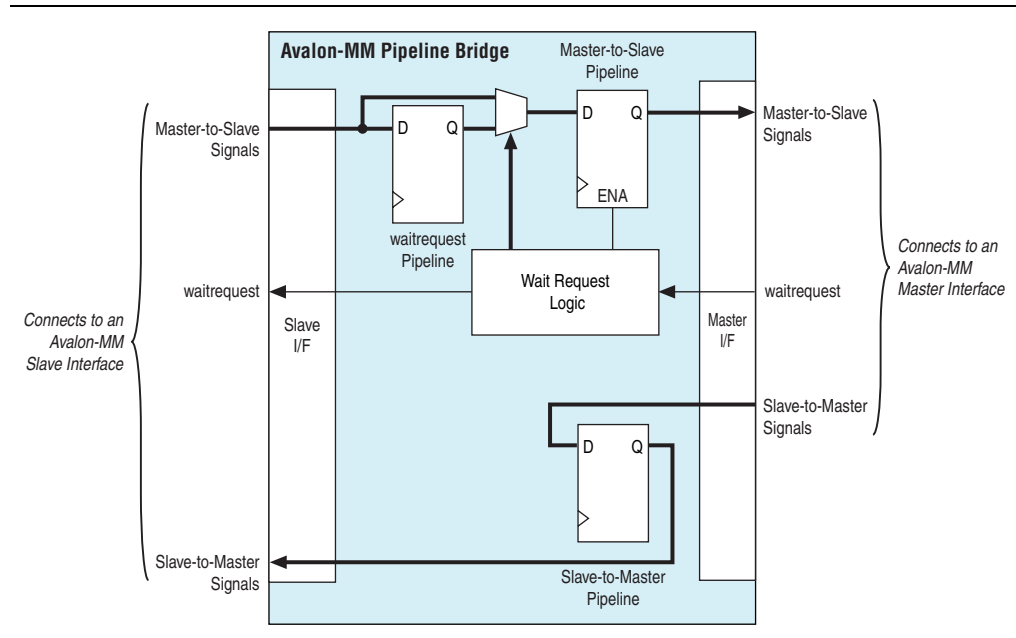 Avalon-MM Pipeline Bridge
Master-to-Slave
Pipeline
Master-to-Slave
Signals
D Q
D Q
ENA
Master-to-Slave
Signals
waitrequest
Pipeline
waitrequest
Wait Request
Logic
waitrequest
Connects to an
Avalon-MM
Master Interface
Connects to an
Avalon-MM
Slave Interface
Slave
I/F
Master
I/F
Slave-to-Master
Signals
D Q
Slave-to-Master
Signals
Slave-to-Master
Pipeline